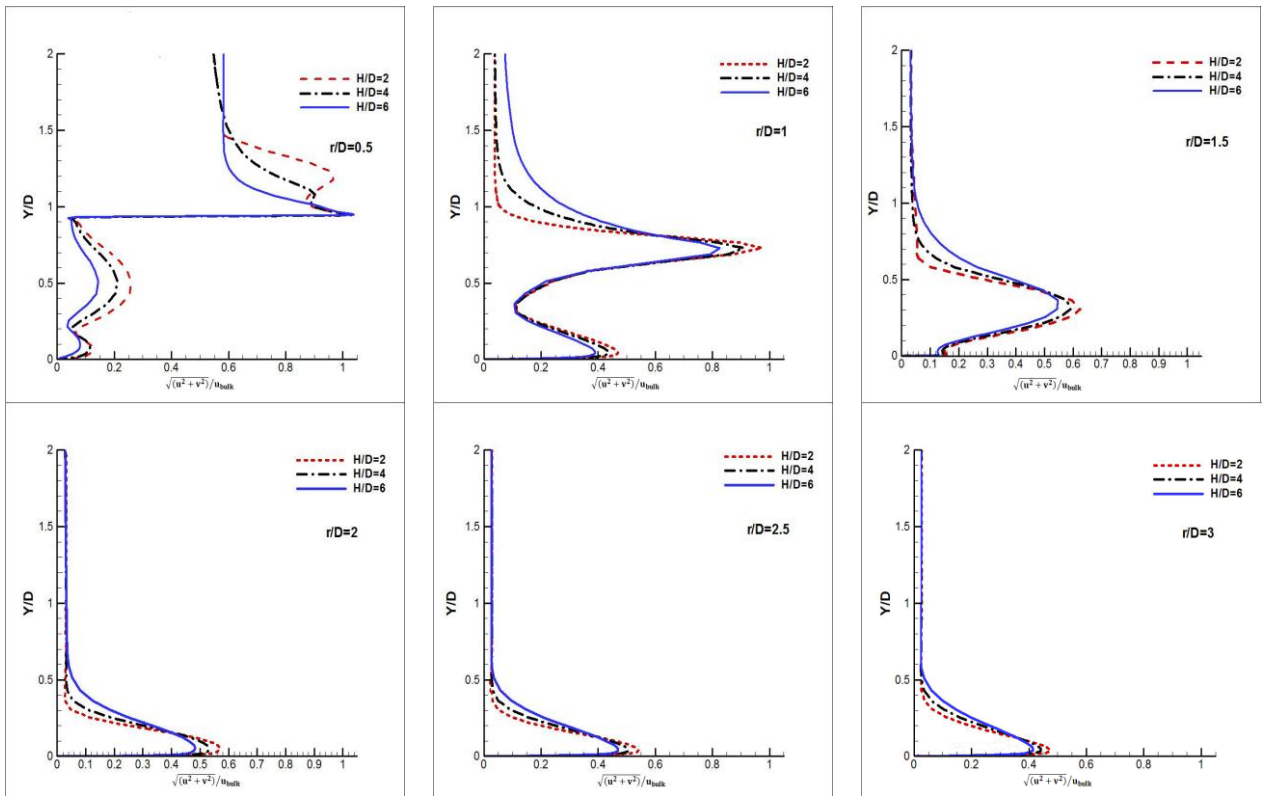 2
1.5
1
0.5
0
Y/D
0 0.2 0.4 0.6 0.8 1
√(u² + v²)/u_bulk
H/D=2
H/D=4
H/D=6
r/D=0.5
2
1.5
1
0.5
0
Y/D
0 0.2 0.4 0.6 0.8 1
√(u² + v²)/u_bulk
H/D=2
H/D=4
H/D=6
r/D=1
2
1.5
1
0.5
0
Y/D
0 0.1 0.2 0.3 0.4 0.5 0.6 0.7 0.8 0.9 1
√(u² + v²)/u_bulk
H/D=2
H/D=4
H/D=6
r/D=1.5
2
1.5
1
0.5
0
Y/D
0 0.1 0.2 0.3 0.4 0.5 0.6 0.7 0.8 0.9 1
√(u² + v²)/u_bulk
H/D=2
H/D=4
H/D=6
r/D=2
2
1.5
1
0.5
0
Y/D
0 0.2 0.4 0.6 0.8 1
√(u² + v²)/u_bulk
H/D=2
H/D=4
H/D=6
r/D=2.5
2
1.5
1
0.5
0
Y/D
0 0.2 0.4 0.6 0.8 1
√(u² + v²)/u_bulk
H/D=2
H/D=4
H/D=6
r/D=3